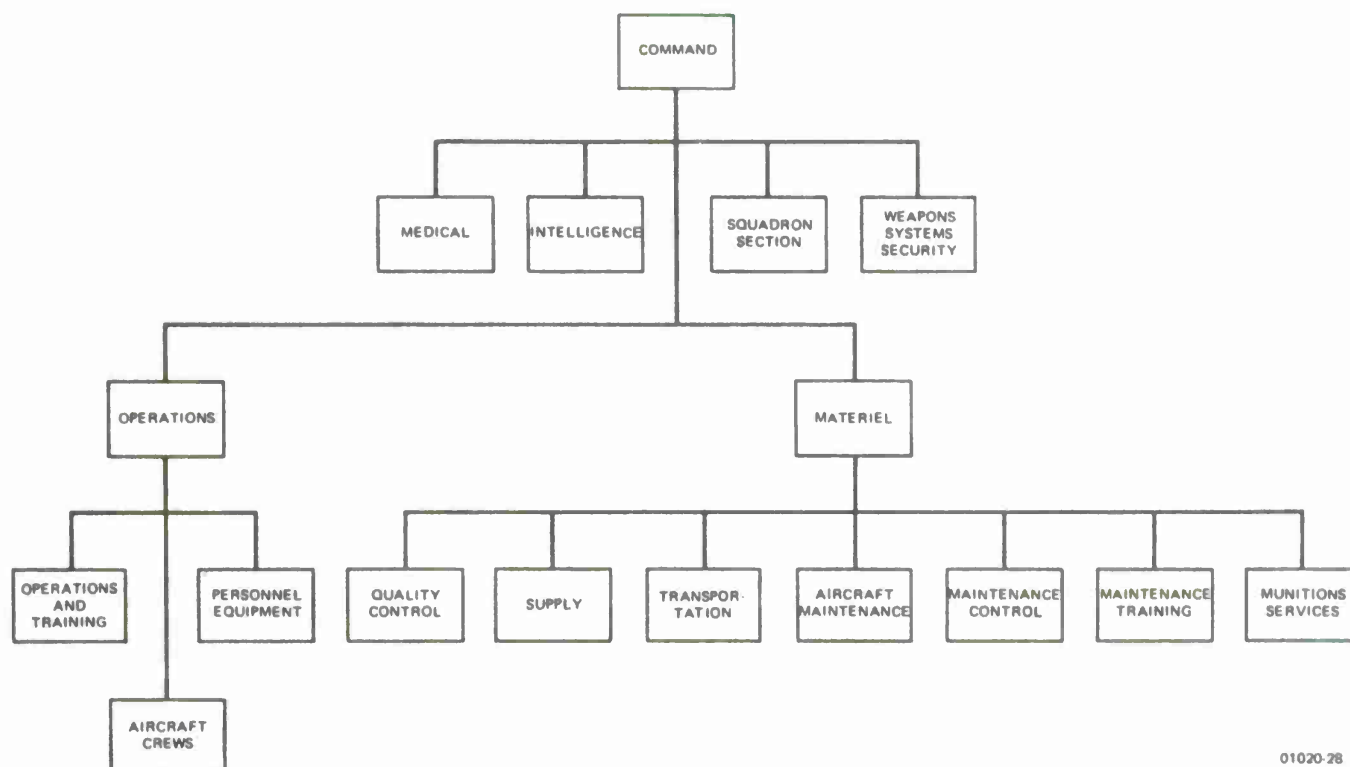 COMMAND
MEDICAL
INTELLIGENCE
SQUADRON
SECTION
WEAPONS
SYSTEMS
SECURITY
OPERATIONS
MATERIEL
OPERATIONS
AND
TRAINING
PERSONNEL
EQUIPMENT
QUALITY
CONTROL
SUPPLY
TRANSPOR-
TATION
AIRCRAFT
MAINTENANCE
MAINTENANCE
CONTROL
MAINTENANCE
TRAINING
MUNITIONS
SERVICES
AIRCRAFT
CREWS
01020-28